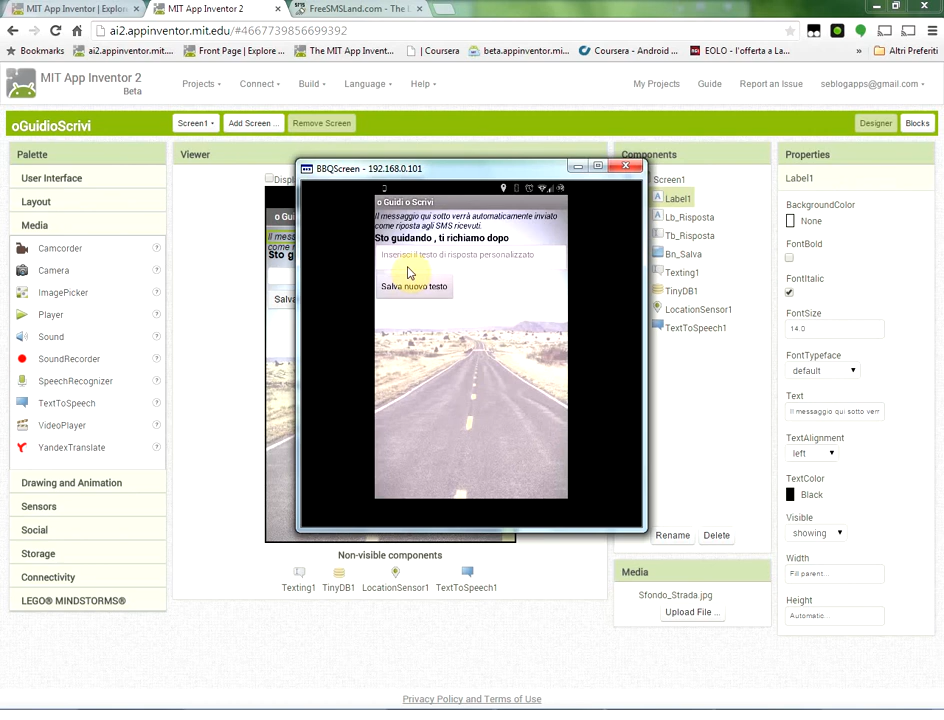 MIT App Inventor | Explor
MIT App Inventor 2
FreeSMSLand.com - The L
ai2.appinventor.mit.edu/#4667739856699392
Bookmarks
ai2.appinventor.mit....
Front Page | Explore ...
The MIT App Invent...
| Coursera
beta.appinventor.mi...
Coursera - Android ...
EOLO - l'offerta a La...
»
Altri Preferiti
MIT App Inventor 2
Beta
Projects
Connect
Build
Language
Help
My Projects
Guide
Report an Issue
seblogapps@gmail.com
oGuidioScrivi
Screen1
Add Screen ...
Remove Screen
Designer
Blocks
Palette
User Interface
Layout
Media
Camcorder ?
Camera ?
ImagePicker ?
Player ?
Sound ?
SoundRecorder ?
SpeechRecognizer ?
TextToSpeech ?
VideoPlayer ?
YandexTranslate ?
Drawing and Animation
Sensors
Social
Storage
Connectivity
LEGO® MINDSTORMS®
Viewer
Displ
o Gui
Il mess
come r
Sto g
Salva
BBQScreen - 192.168.0.101
o Guidi o Scrivi
Il messaggio qui sotto verrà automaticamente inviato
come riposta agli SMS ricevuti.
Sto guidando , ti richiamo dopo
Inserisci il testo di risposta personalizzato
Salva nuovo testo
Non-visible components
Texting1
TinyDB1
LocationSensor1
TextToSpeech1
Components
Screen1
Label1
Lb_Risposta
Tb_Risposta
Bn_Salva
Texting1
TinyDB1
LocationSensor1
TextToSpeech1
Rename
Delete
Media
Sfondo_Strada.jpg
Upload File ...
Properties
Label1
BackgroundColor
None
FontBold
FontItalic
FontSize
14.0
FontTypeface
default
Text
Il messaggio qui sotto verr
TextAlignment
left
TextColor
Black
Visible
showing
Width
Fill parent...
Height
Automatic...
Privacy Policy and Terms of Use